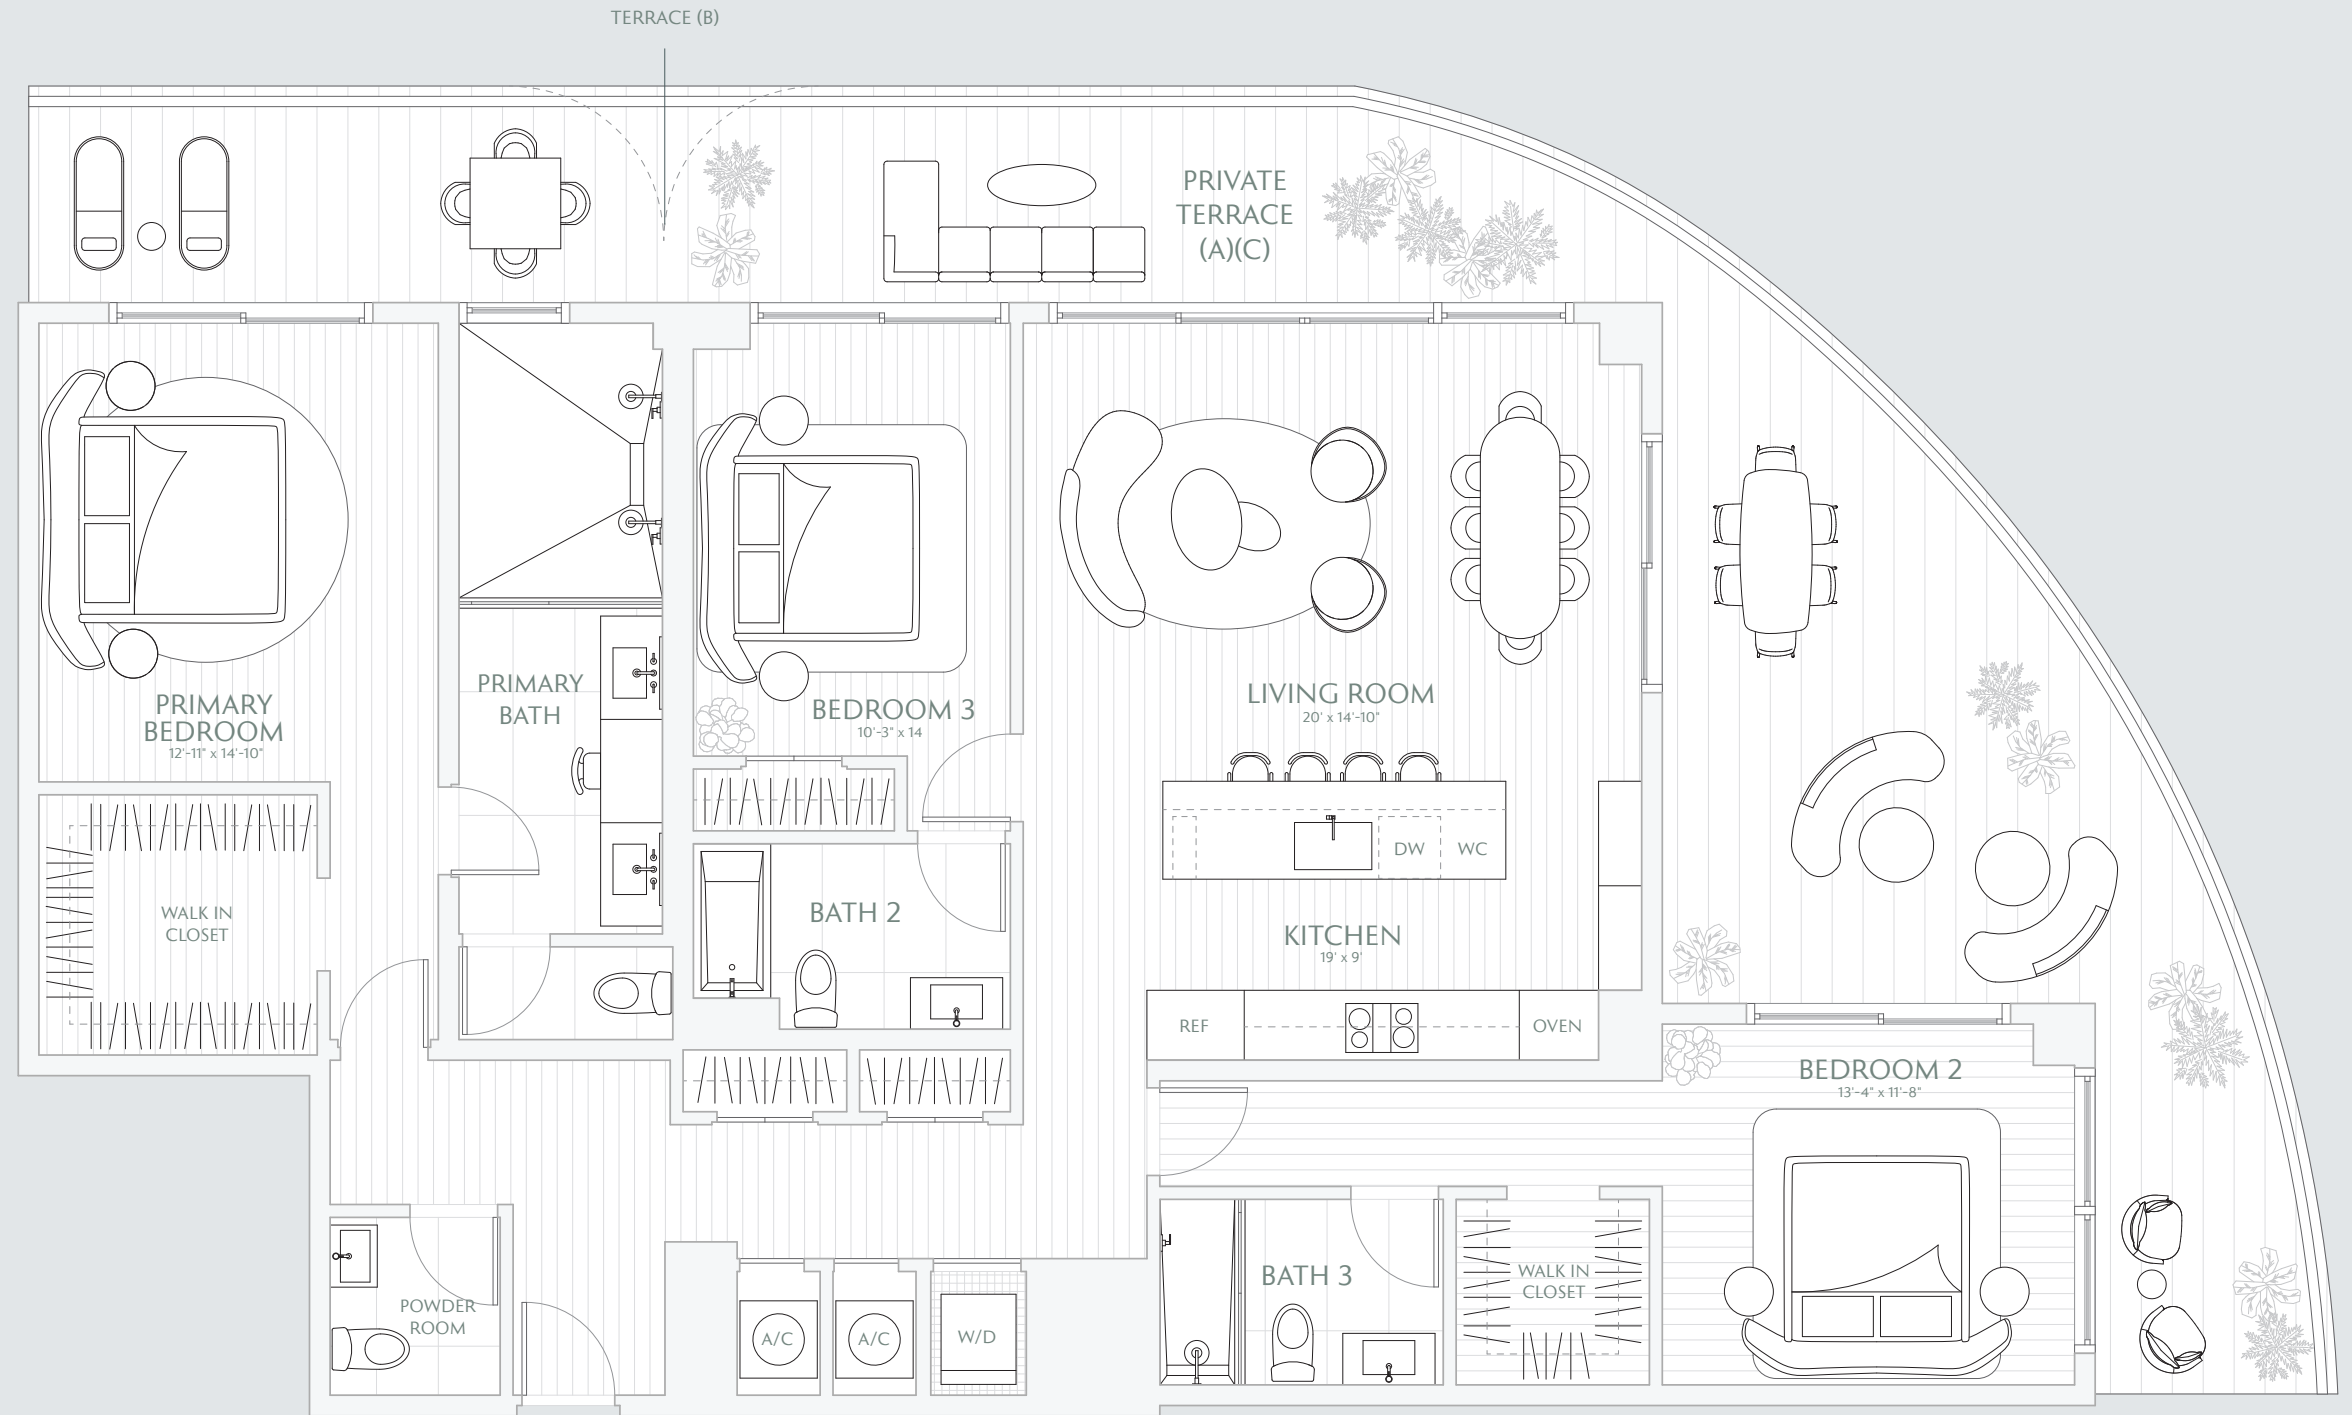 TERRACE (B)
PRIVATE
TERRACE
(A)(C)
PRIMARY
BEDROOM
12'-11" x 14'-10"
PRIMARY
BATH
BEDROOM 3
10'-3" x 14
LIVING ROOM
20' x 14'-10"
DW
WC
WALK IN
CLOSET
BATH 2
KITCHEN
19' x 9'
REF
OVEN
BEDROOM 2
13'-4" x 11'-8"
POWDER
ROOM
A/C
A/C
W/D
BATH 3
WALK IN
CLOSET